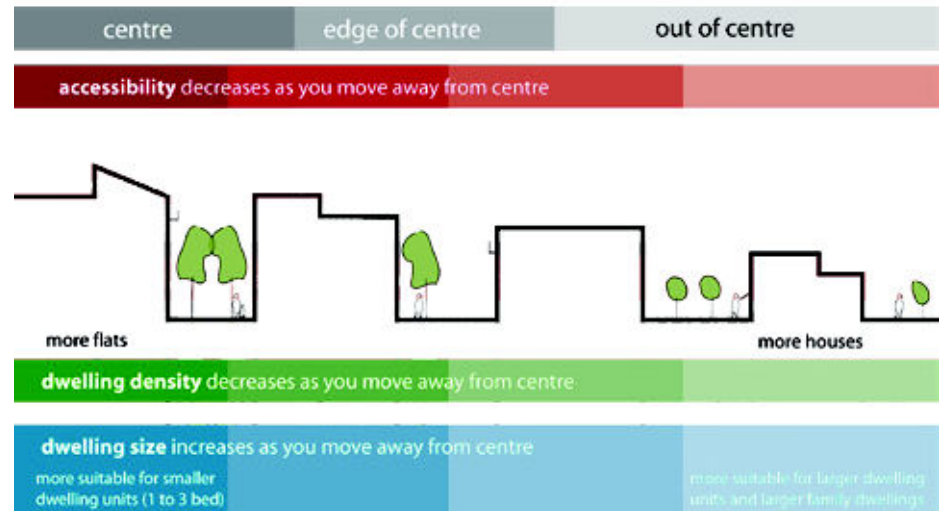 centre edge of centre out of centre
accessibility decreases as you move away from centre
more flats more houses
dwelling density decreases as you move away from centre
dwelling size increases as you move away from centre
more suitable for smaller
dwelling units (1 to 3 bed)
more suitable for larger dwelling
units and larger family dwellings